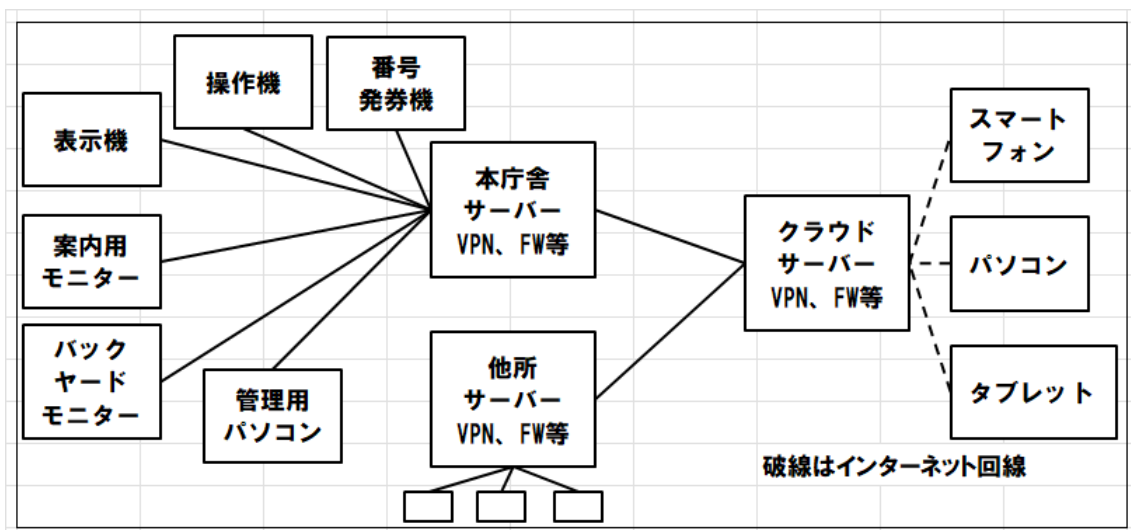 操作機
番号
発券機
表示機
案内用
モニター
バック
ヤード
モニター
管理用
パソコン
本庁舎
サーバー
VPN、FW等
他所
サーバー
VPN、FW等
クラウド
サーバー
VPN、FW等
スマート
フォン
パソコン
タブレット
破線はインターネット回線